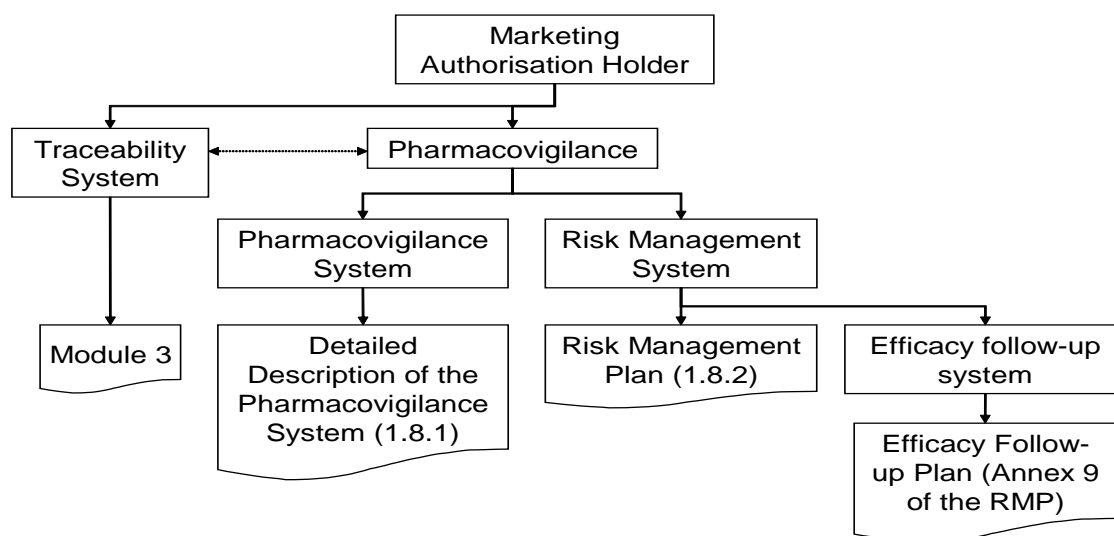 Marketing
Authorisation Holder
Traceability
System
Pharmacovigilance
Pharmacovigilance
System
Risk Management
System
Module 3
Detailed
Description of the
Pharmacovigilance
System (1.8.1)
Risk Management
Plan (1.8.2)
Efficacy follow-up
system
Efficacy Follow-
up Plan (Annex 9
of the RMP)